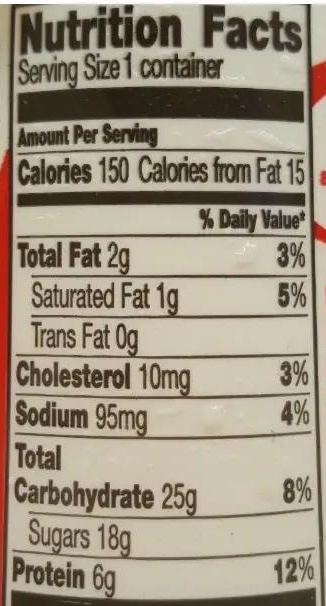 Nutrition Facts
Serving Size 1 container
Amount Per Serving
Calories 150 Calories from Fat 15
% Daily Value*
Total Fat 2g 3%
Saturated Fat 1g 5%
Trans Fat 0g
Cholesterol 10mg 3%
Sodium 95mg 4%
Total
Carbohydrate 25g 8%
Sugars 18g
Protein 6g 12%